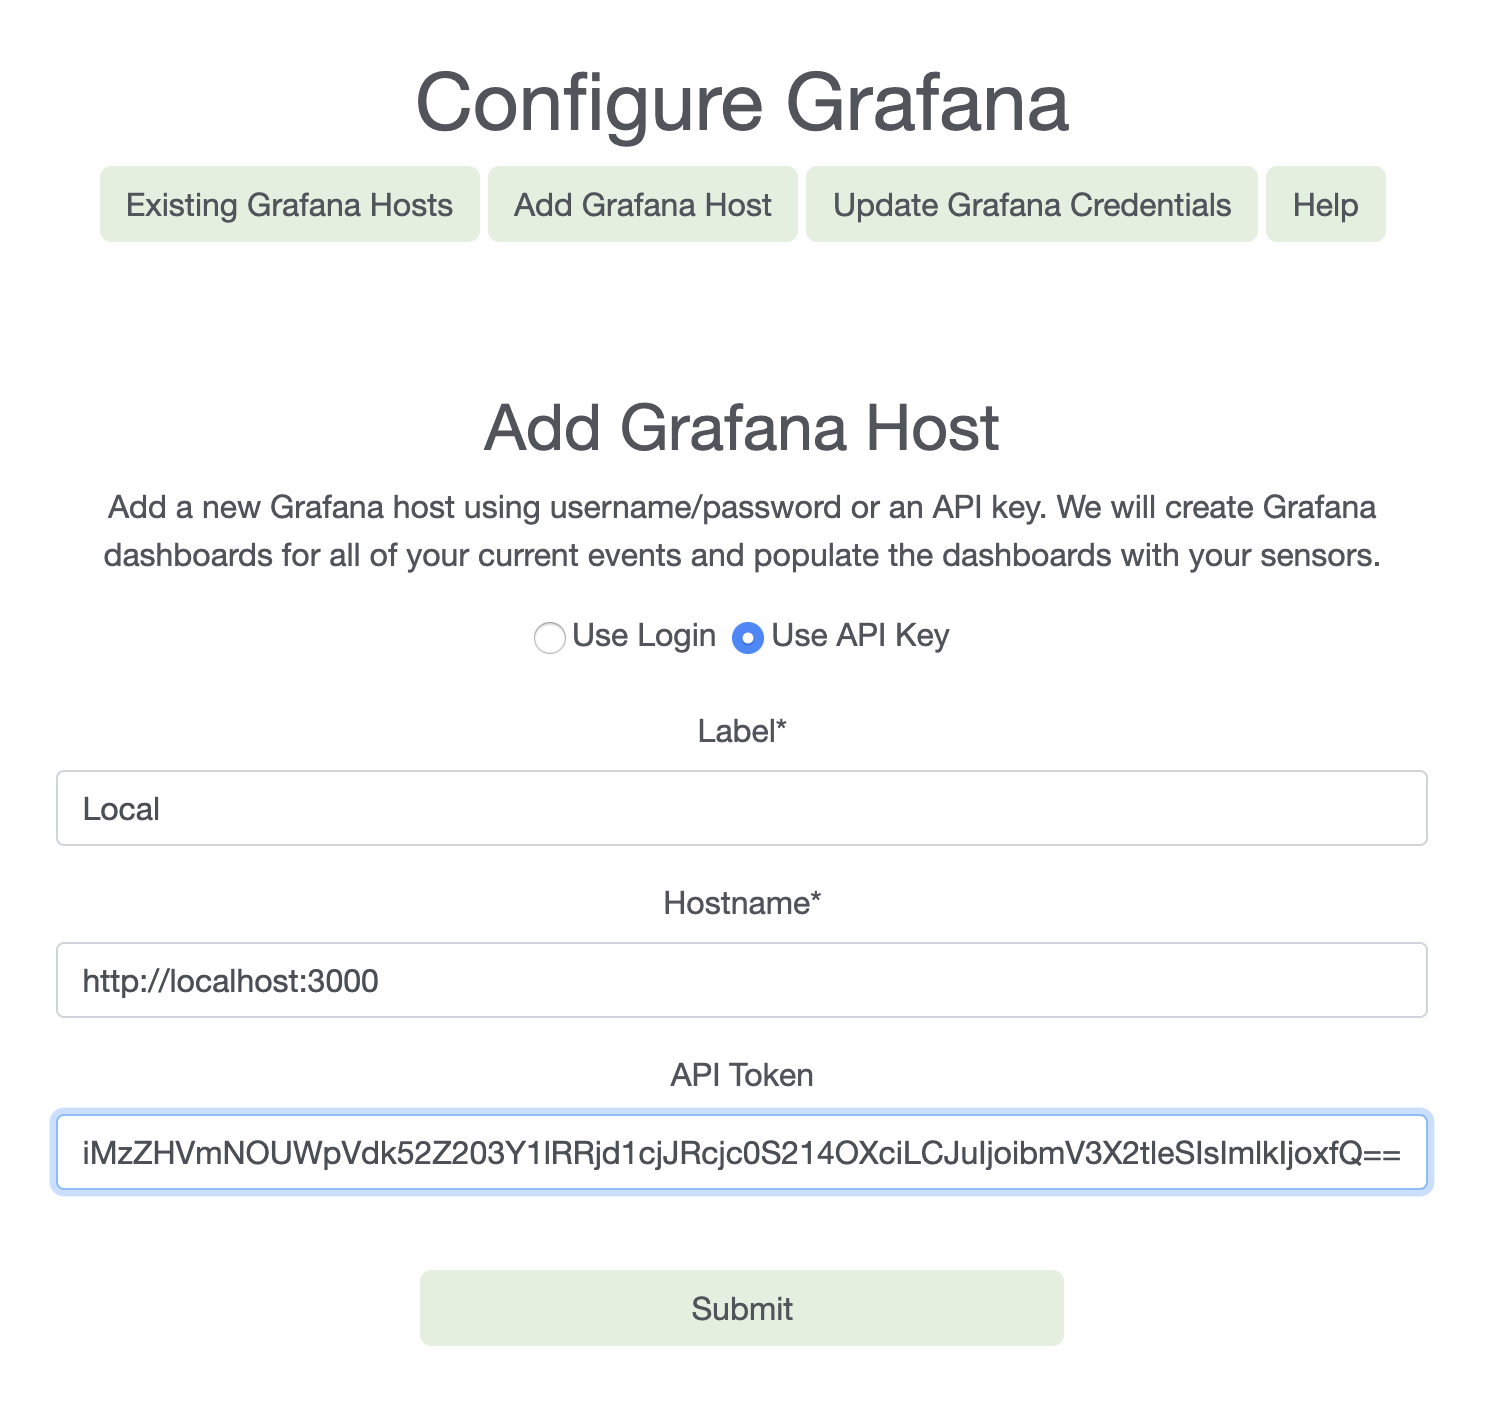 Configure Grafana
Existing Grafana Hosts Add Grafana Host Update Grafana Credentials Help
Add Grafana Host
Add a new Grafana host using username/password or an API key. We will create Grafana
dashboards for all of your current events and populate the dashboards with your sensors.
Use Login Use API Key
Label*
Local
Hostname*
http://localhost:3000
API Token
iMzZHVmNOUWpVdk52Z203Y1lRRjd1cjJRcjc0S214OXciLCJuIjoibmV3X2tleSIsImlkIjoxfQ==
Submit